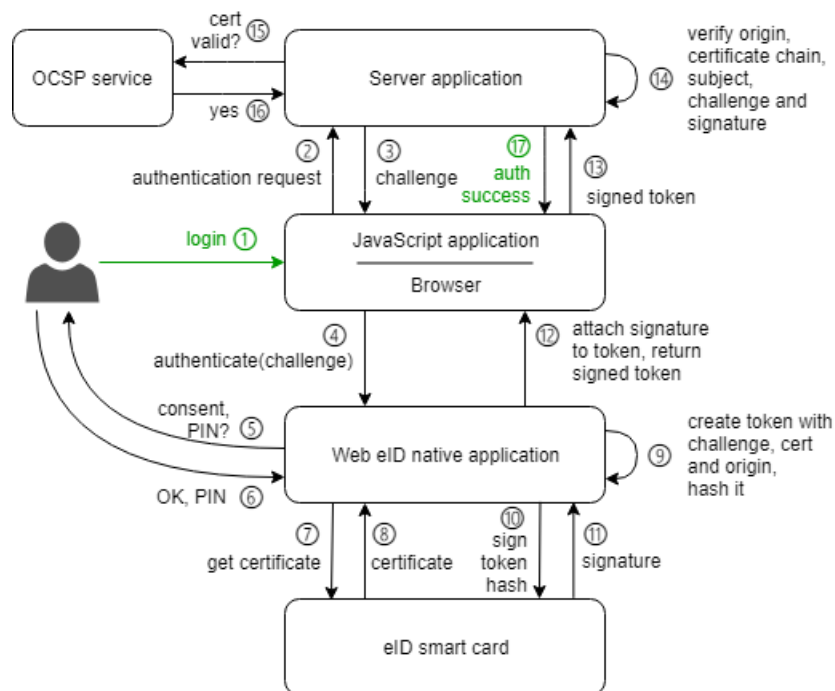 cert
valid? ⑮
OCSP service
yes ⑯
Server application
⑭
verify origin,
certificate chain,
subject,
challenge and
signature
②
authentication request
③
challenge
⑰
auth
success
⑬
signed token
login ①
JavaScript application
Browser
④
authenticate(challenge)
⑫
attach signature
to token, return
signed token
consent,
PIN? ⑤
OK, PIN ⑥
Web eID native application
⑨
create token with
challenge, cert
and origin,
hash it
⑦
get certificate
⑧
certificate
⑩
sign
token
hash
⑪
signature
eID smart card